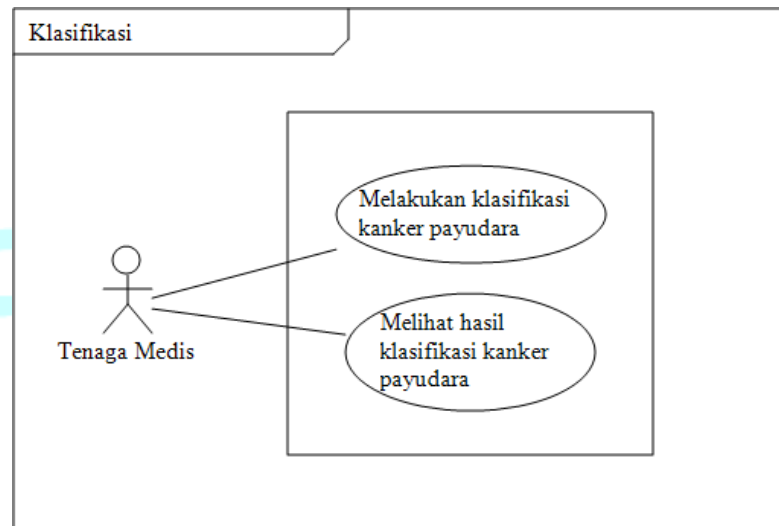 Klasifikasi
Melakukan klasifikasi
kanker payudara
Melihat hasil
klasifikasi kanker
payudara
Tenaga Medis